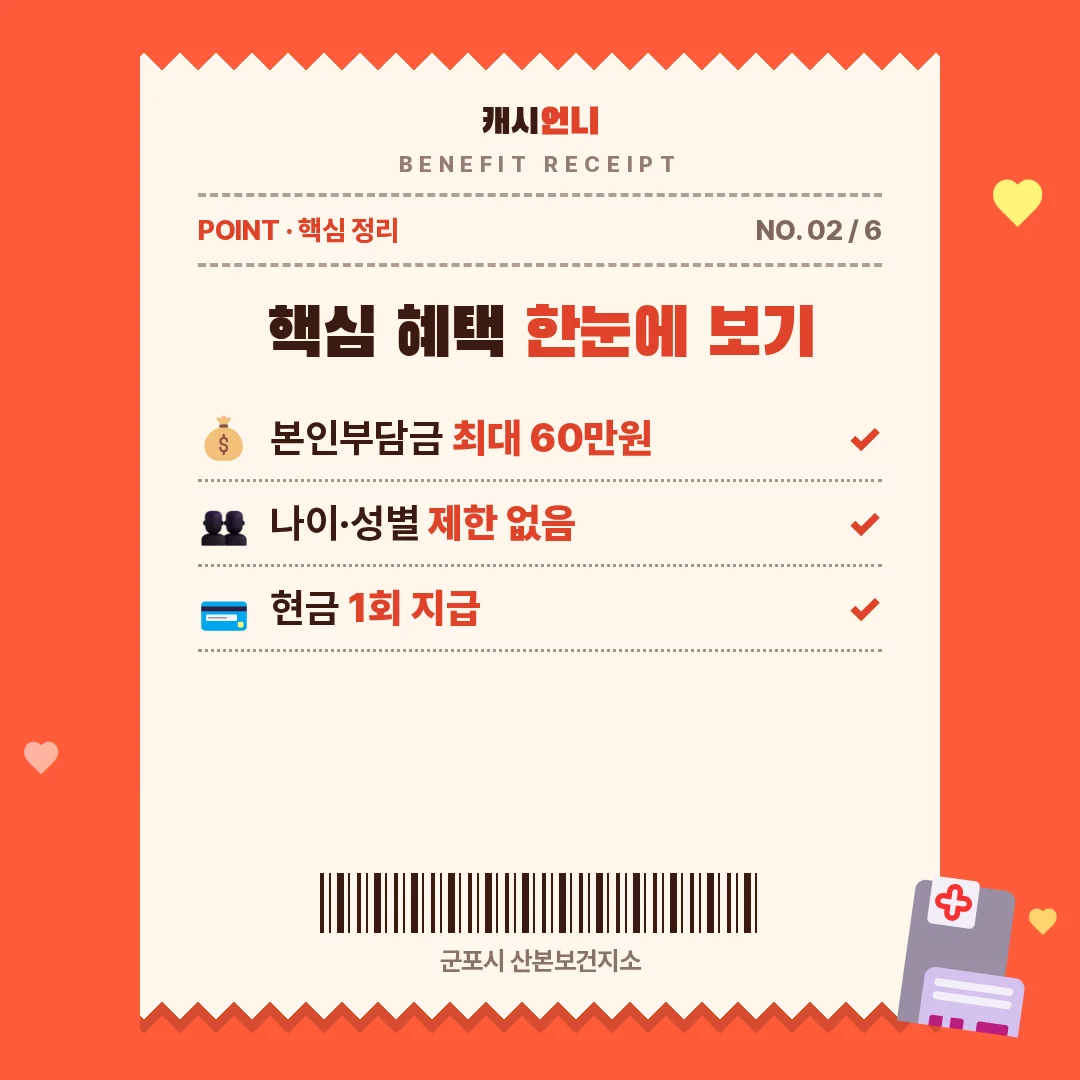 캐시언니
BENEFIT RECEIPT
POINT · 핵심 정리
NO. 02 / 6
핵심 혜택 한눈에 보기
본인부담금 최대 60만원
나이·성별 제한 없음
현금 1회 지급
군포시 산본보건지소